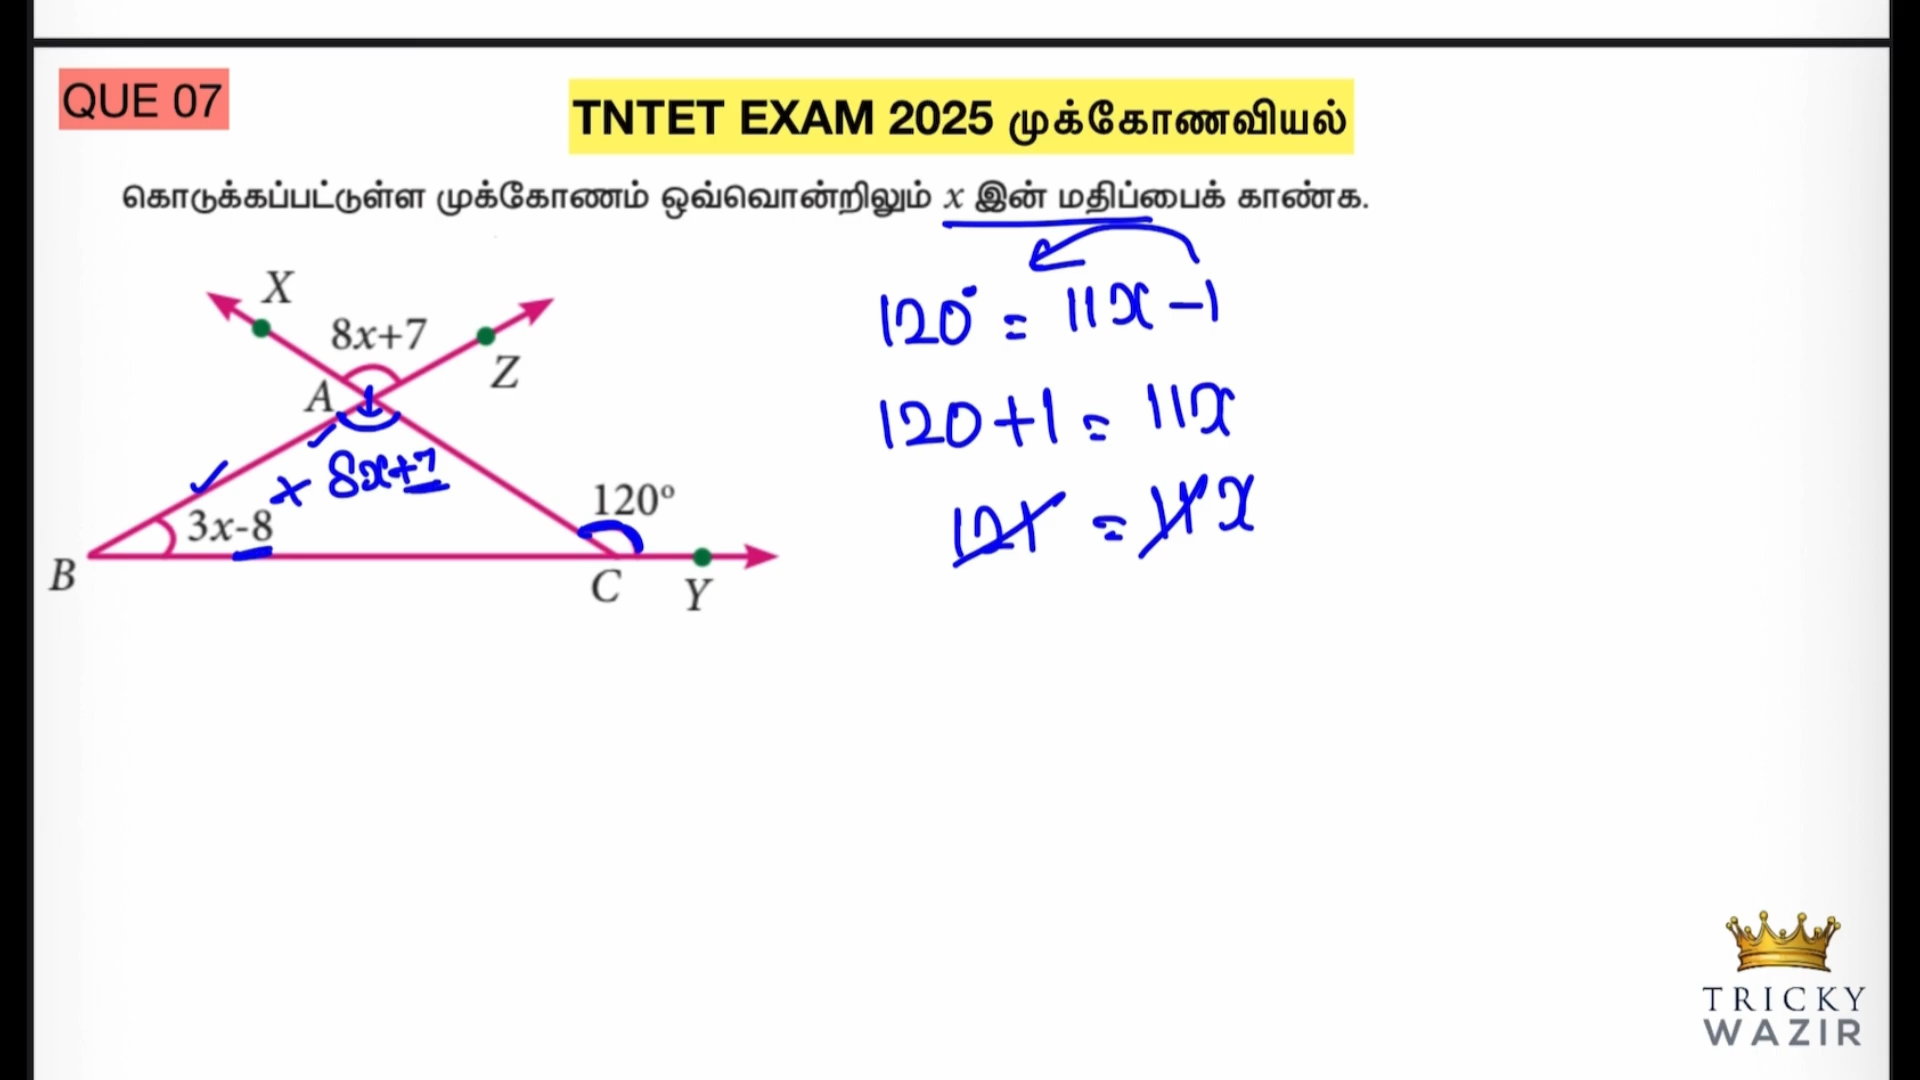 QUE 07
TNTET EXAM 2025 முக்கோணவியல்
கொடுக்கப்பட்டுள்ள முக்கோணம் ஒவ்வொன்றிலும் x இன் மதிப்பைக் காண்க.
X
8x+7
Z
A
+ 8x+7
3x-8
120°
B
C
Y
120° = 11x - 1
120 + 1 = 11x
121 = 11x
TRICKY
WAZIR